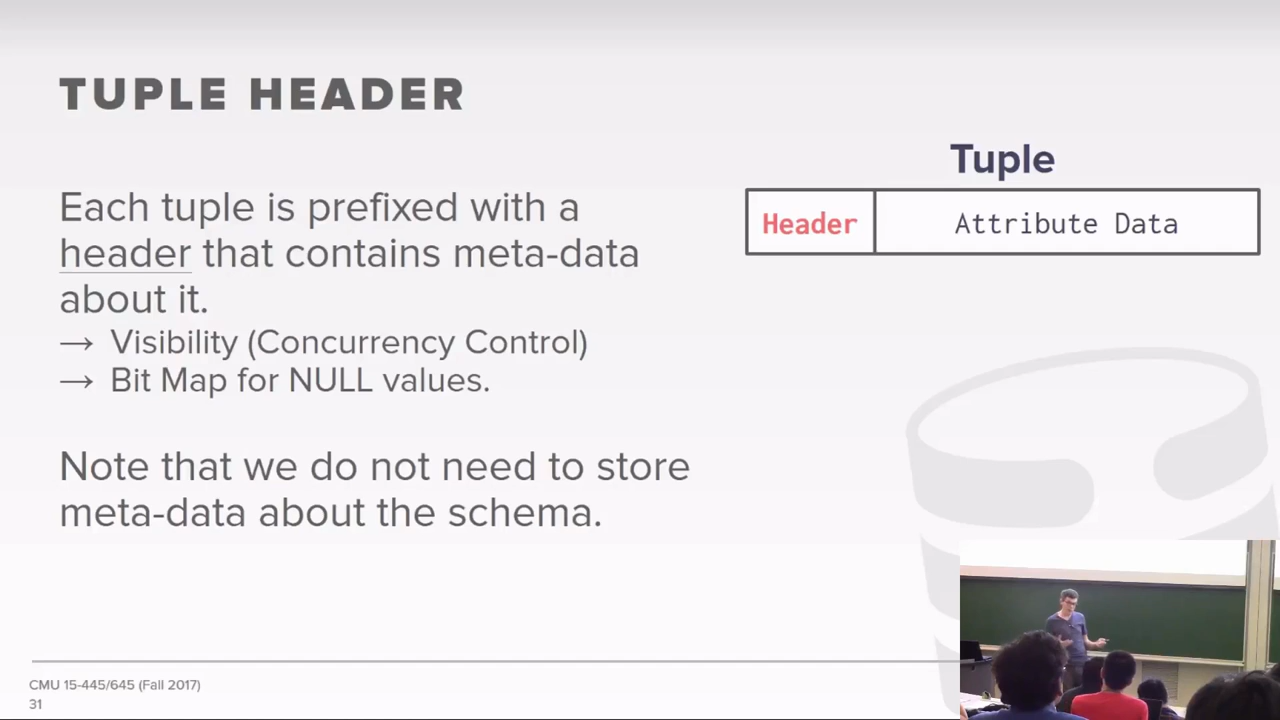 TUPLE HEADER
Each tuple is prefixed with a
header that contains meta-data
about it.
→ Visibility (Concurrency Control)
→ Bit Map for NULL values.
Note that we do not need to store
meta-data about the schema.
Tuple
Header Attribute Data
CMU 15-445/645 (Fall 2017)
31